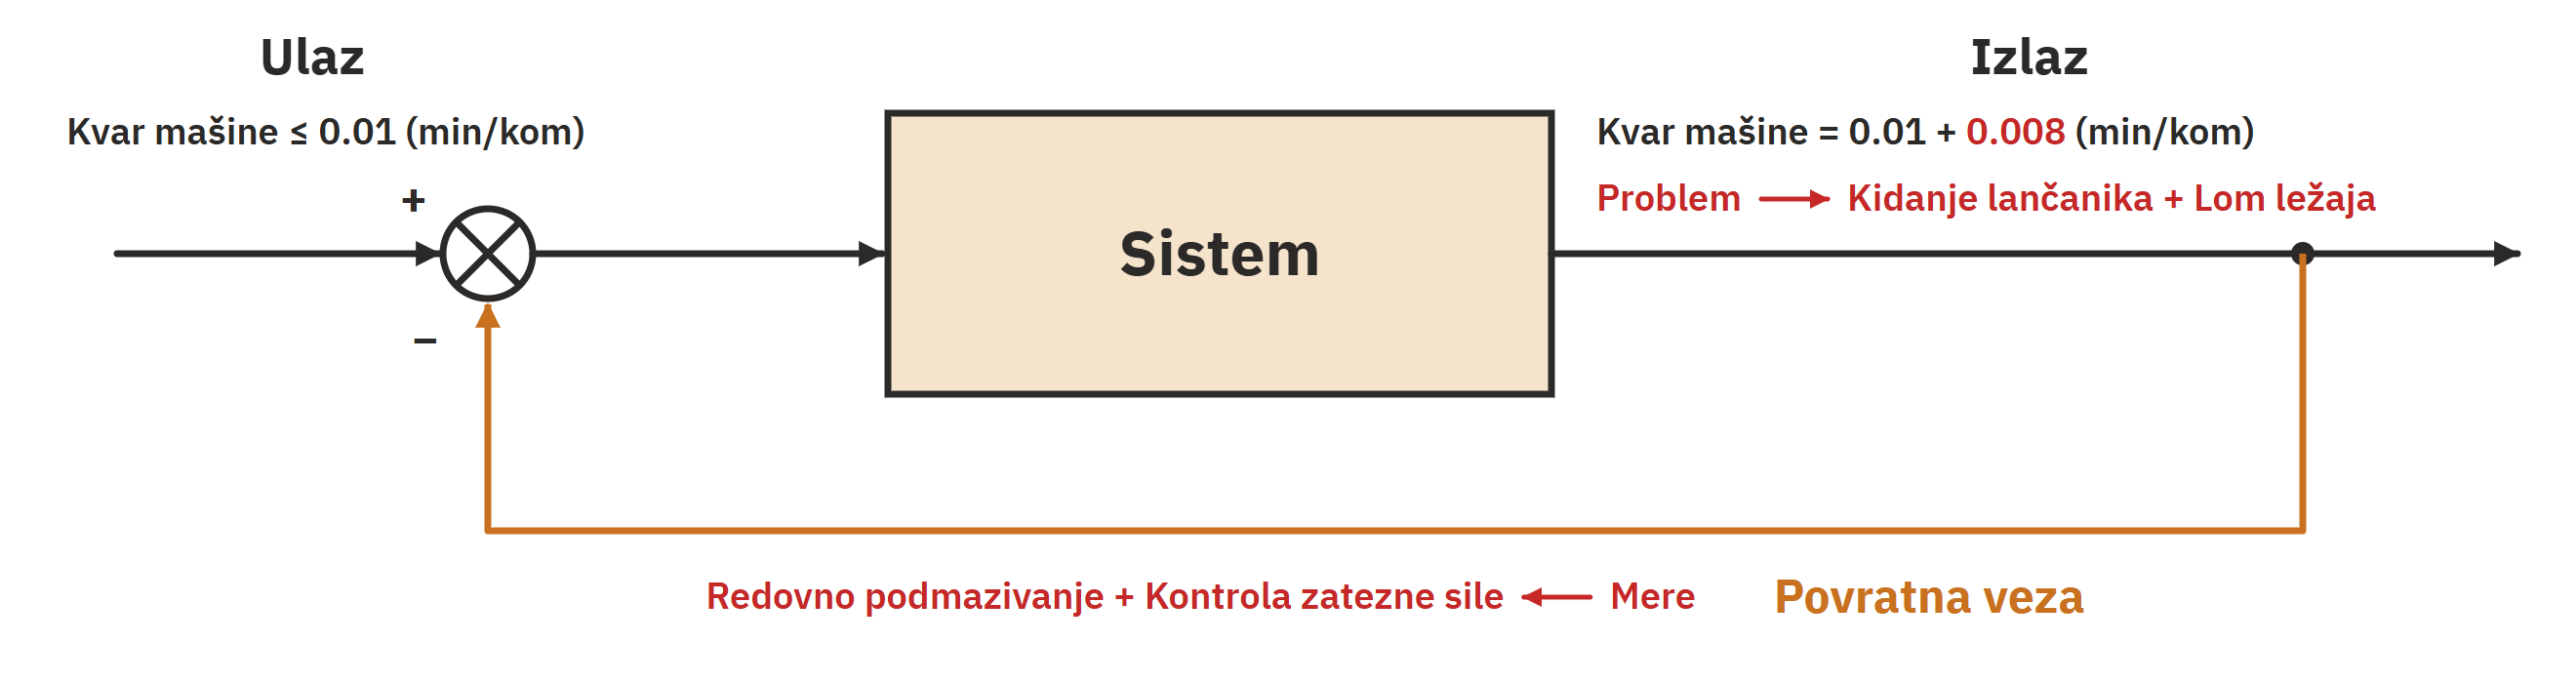 Ulaz
Izlaz
Kvar mašine ≤ 0.01 (min/kom)
Kvar mašine = 0.01 + 0.008 (min/kom)
Problem → Kidanje lančanika + Lom ležaja
+
Sistem
−
Redovno podmazivanje + Kontrola zatezne sile ← Mere
Povratna veza